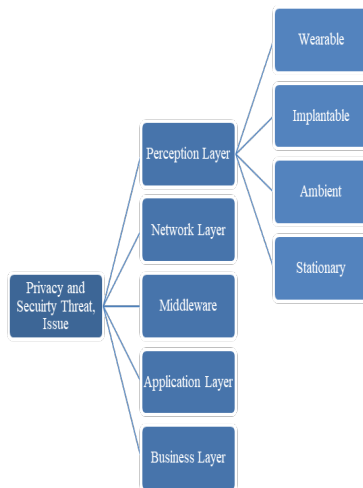 Privacy and
Secuirty Threat,
Issue
Perception Layer
Network Layer
Middleware
Application Layer
Business Layer
Wearable
Implantable
Ambient
Stationary